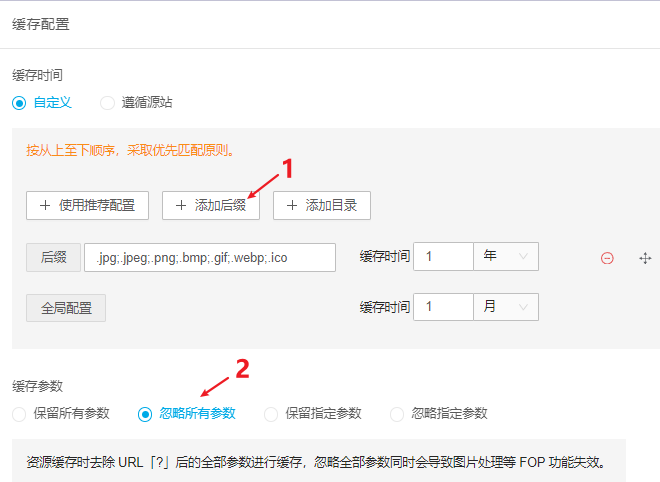 缓存配置
缓存时间
自定义 遵循源站
按从上至下顺序，采取优先匹配原则。
1
+ 使用推荐配置 + 添加后缀 + 添加目录
后缀 .jpg;.jpeg;.png;.bmp;.gif;.webp;.ico 缓存时间 1 年
全局配置 缓存时间 1 月
2
缓存参数
保留所有参数 忽略所有参数 保留指定参数 忽略指定参数
资源缓存时去除 URL「?」后的全部参数进行缓存，忽略全部参数同时会导致图片处理等 FOP 功能失效。